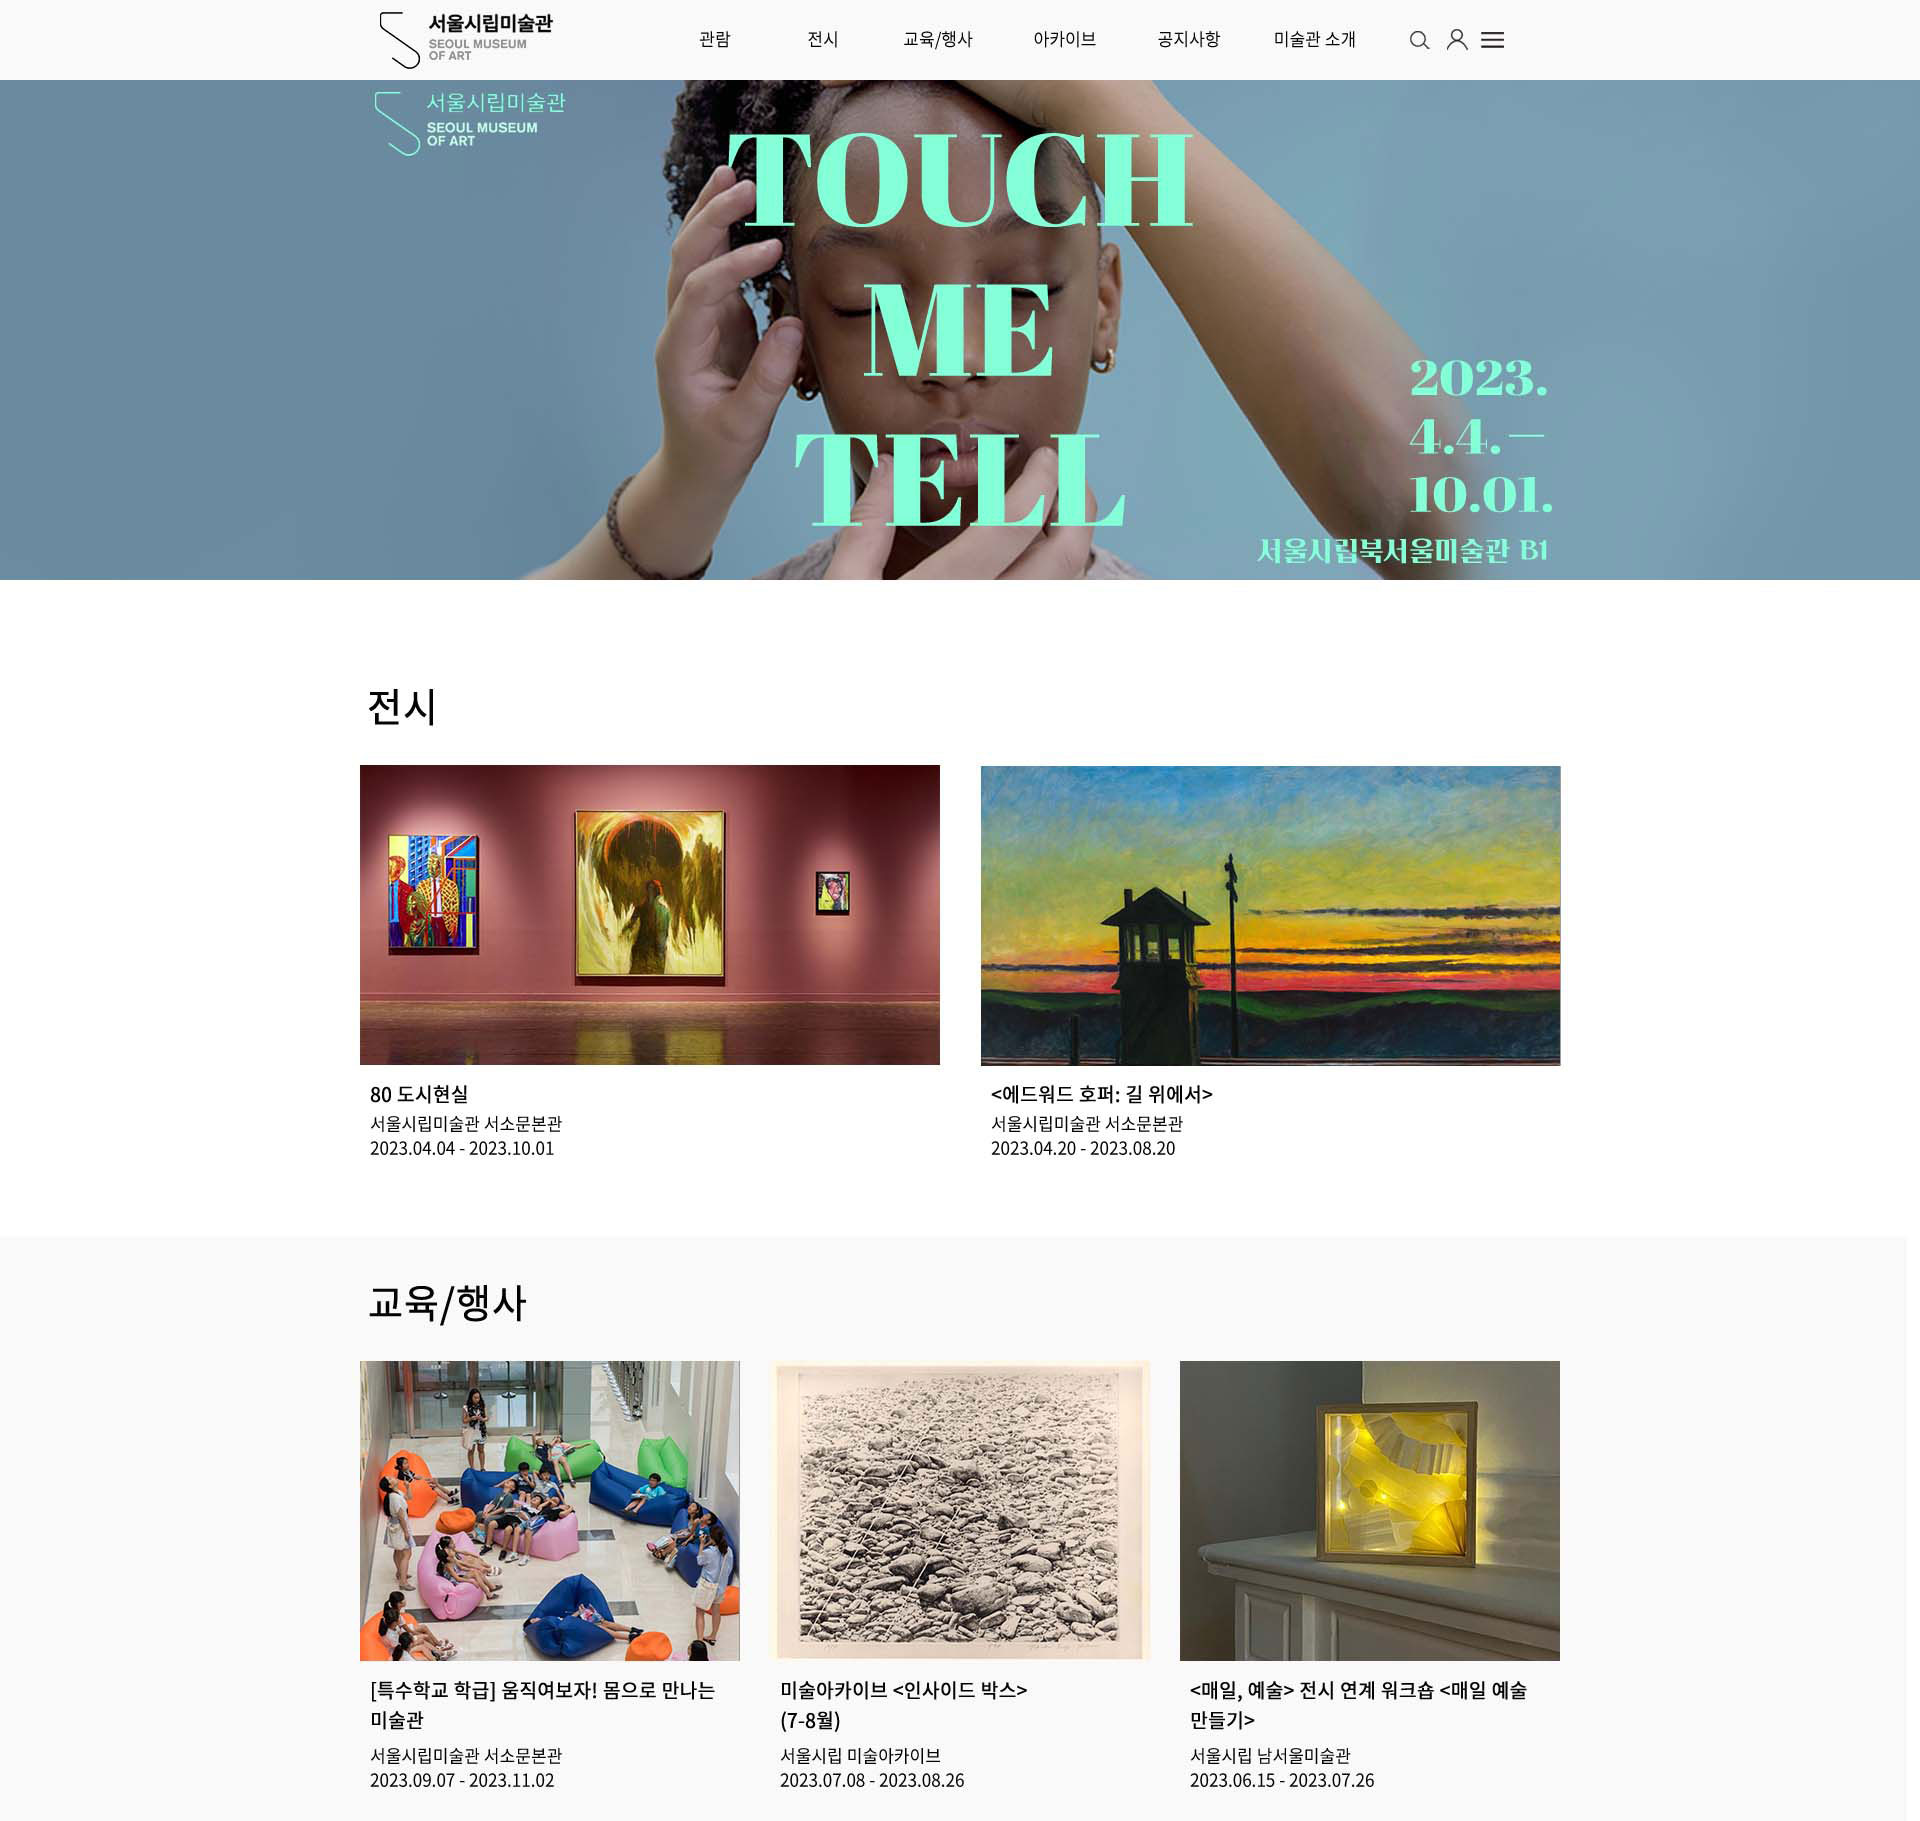 서울시립미술관
SEOUL MUSEUM
OF ART
관람 전시 교육/행사 아카이브 공지사항 미술관 소개
서울시립미술관
SEOUL MUSEUM
OF ART
TOUCH
ME
TELL
2023.
4.4.—
10.01.
서울시립북서울미술관 B1
전시
80 도시현실
서울시립미술관 서소문본관
2023.04.04 - 2023.10.01
<에드워드 호퍼: 길 위에서>
서울시립미술관 서소문본관
2023.04.20 - 2023.08.20
교육/행사
[특수학교 학급] 움직여보자! 몸으로 만나는
미술관
서울시립미술관 서소문본관
2023.09.07 - 2023.11.02
미술아카이브 <인사이드 박스>
(7-8월)
서울시립 미술아카이브
2023.07.08 - 2023.08.26
<매일, 예술> 전시 연계 워크숍 <매일 예술
만들기>
서울시립 남서울미술관
2023.06.15 - 2023.07.26